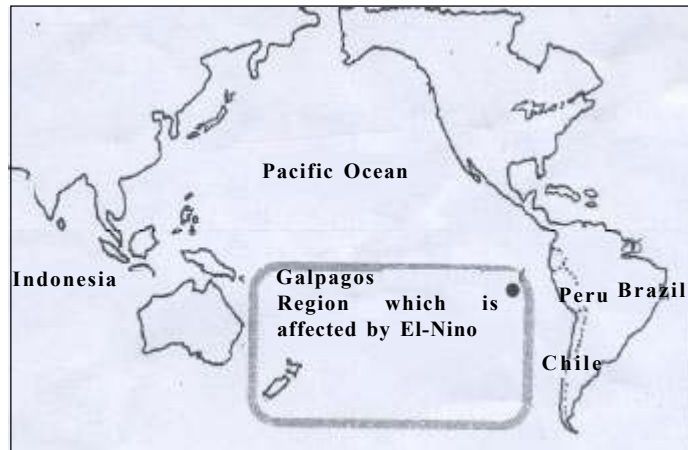 Pacific Ocean
Indonesia
Galpagos
Region which is
affected by El-Nino
Peru
Brazil
Chile